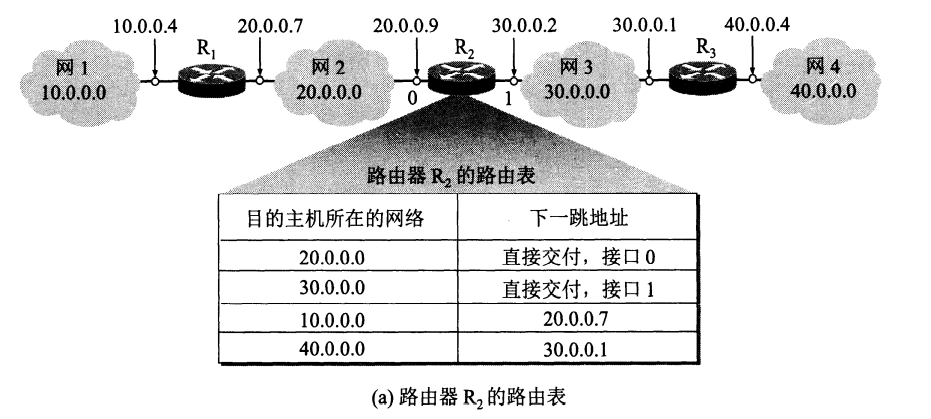 10.0.0.4 20.0.0.7 20.0.0.9 30.0.0.2 30.0.0.1 40.0.0.4
R1 R2 R3
网 1 网 2 网 3 网 4
10.0.0.0 20.0.0.0 0 1 30.0.0.0 40.0.0.0
路由器 R2 的路由表
目的主机所在的网络 下一跳地址
20.0.0.0 直接交付，接口 0
30.0.0.0 直接交付，接口 1
10.0.0.0 20.0.0.7
40.0.0.0 30.0.0.1
(a) 路由器 R2 的路由表